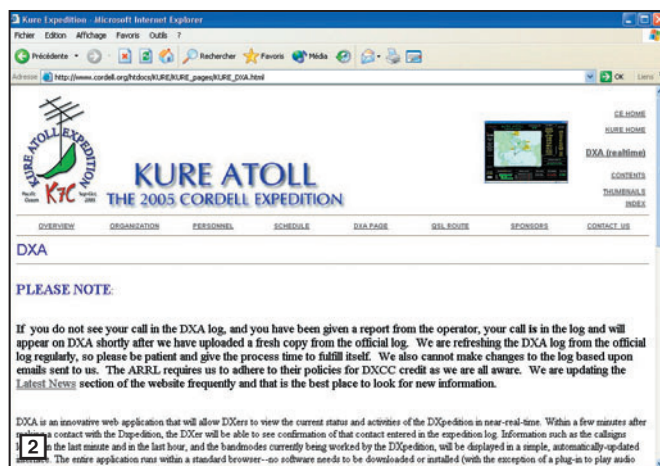 Kure Expedition - Microsoft Internet Explorer
Fichier Edition Affichage Favoris Outils ?
Précédente Rechercher Favoris Média
Adresse http://www.cordell.org/htdocs/KURE/KURE_pages/KURE_DXA.html OK Liens
KURE ATOLL EXPEDITION
K7C
Pacific Ocean
2005
KURE ATOLL
THE 2005 CORDELL EXPEDITION
CE HOME
KURE HOME
DXA (realtime)
CONTENTS
THUMBNAILS
INDEX
OVERVIEW ORGANIZATION PERSONNEL SCHEDULE DXA PAGE QSL ROUTE SPONSORS CONTACT US
DXA
PLEASE NOTE:
If you do not see your call in the DXA log, and you have been given a report from the operator, your call is in the log and will
appear on DXA shortly after we have uploaded a fresh copy from the official log. We are refreshing the DXA log from the official
log regularly, so please be patient and give the process time to fulfill itself. We also cannot make changes to the log based upon
emails sent to us. The ARRL requires us to adhere to their policies for DXCC credit as we are all aware. We are updating the
Latest News section of the website frequently and that is the best place to look for new information.
DXA is an innovative web application that will allow DXers to view the current status and activities of the DXpedition in near-real-time. Within a few minutes after
a contact with the Dxpedition, the DXer will be able to see confirmation of that contact entered in the expedition log. Information such as the callsigns
in the last minute and in the last hour, and the bandmodes currently being worked by the DXpedition, will be displayed in a simple, automatically-updated
The entire application runs within a standard browser--no software needs to be downloaded or installed (with the exception of a plug-in to play audio
2